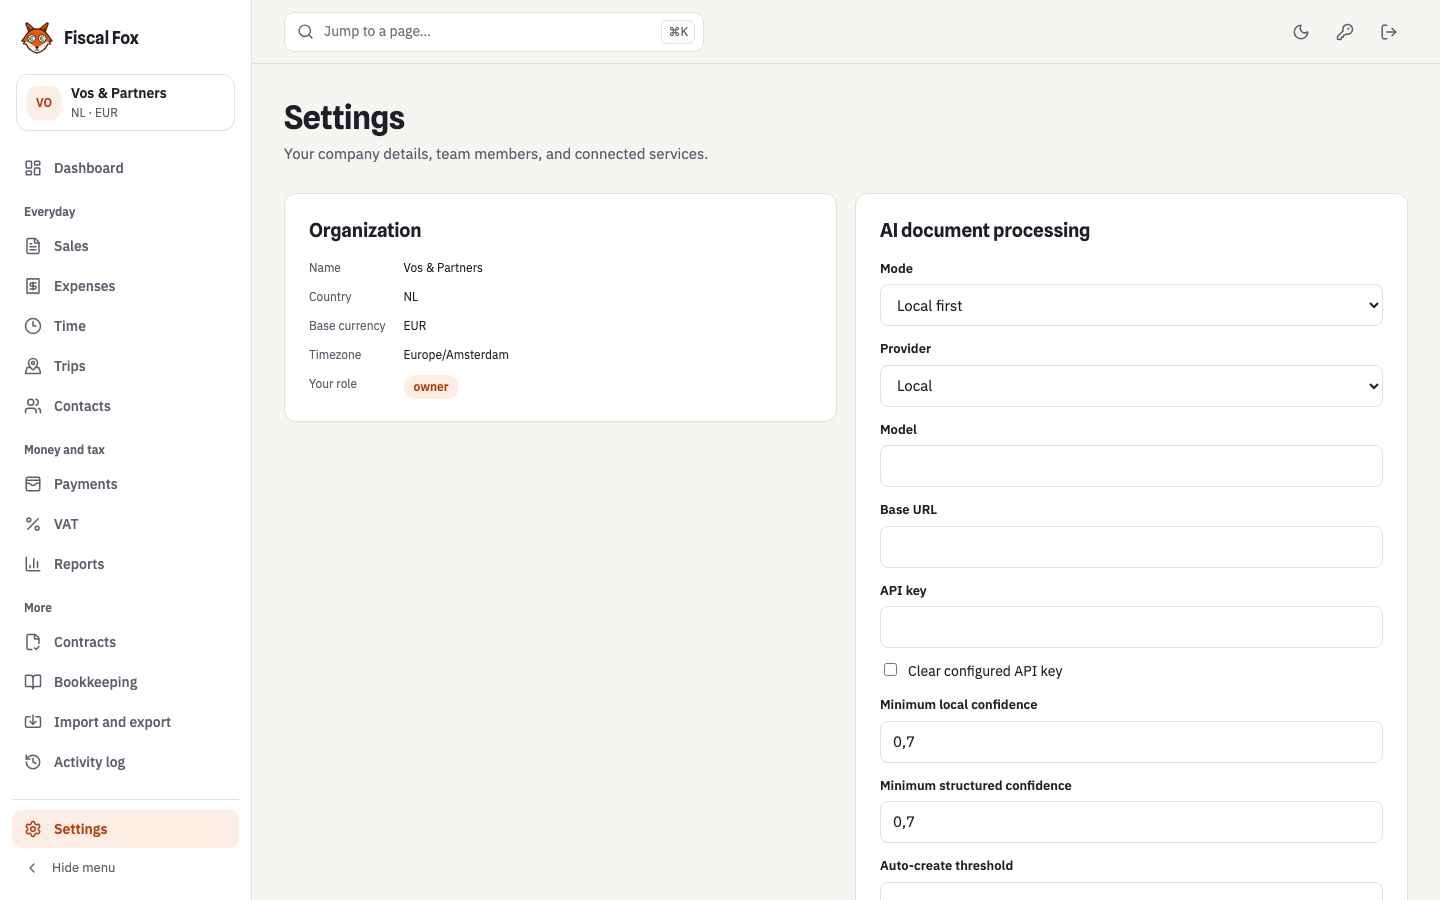 Fiscal Fox
VO
Vos & Partners
NL · EUR
Dashboard
Everyday
Sales
Expenses
Time
Trips
Contacts
Money and tax
Payments
VAT
Reports
More
Contracts
Bookkeeping
Import and export
Activity log
Settings
Hide menu
Jump to a page...
⌘K
Settings
Your company details, team members, and connected services.
Organization
Name Vos & Partners
Country NL
Base currency EUR
Timezone Europe/Amsterdam
Your role owner
AI document processing
Mode
Local first
Provider
Local
Model
Base URL
API key
Clear configured API key
Minimum local confidence
0,7
Minimum structured confidence
0,7
Auto-create threshold